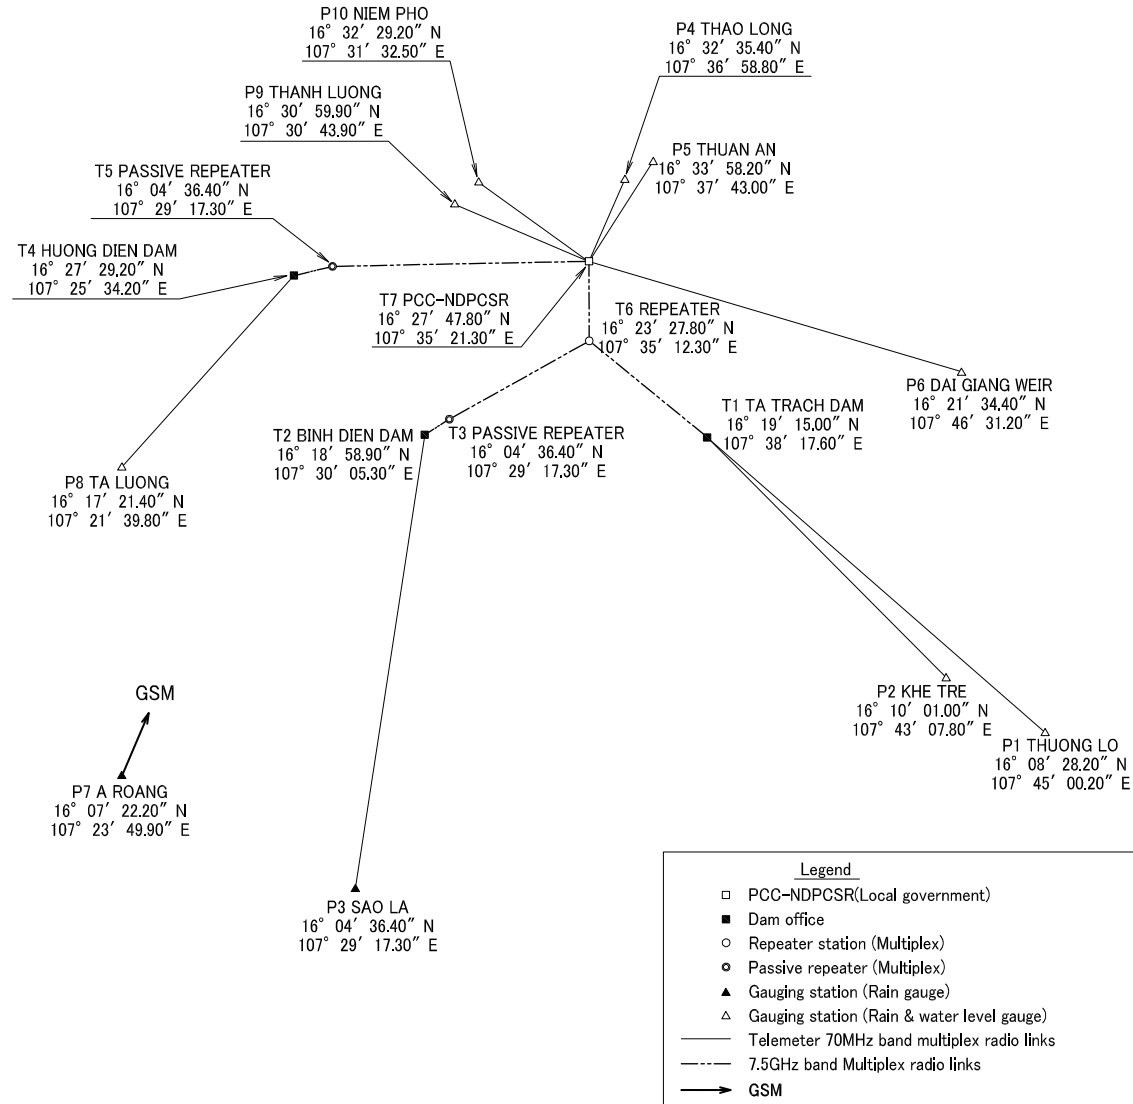 P10 NIEM PHO
16° 32′ 29.20″ N
107° 31′ 32.50″ E
P4 THAO LONG
16° 32′ 35.40″ N
107° 36′ 58.80″ E
P9 THANH LUONG
16° 30′ 59.90″ N
107° 30′ 43.90″ E
P5 THUAN AN
16° 33′ 58.20″ N
107° 37′ 43.00″ E
T5 PASSIVE REPEATER
16° 04′ 36.40″ N
107° 29′ 17.30″ E
T4 HUONG DIEN DAM
16° 27′ 29.20″ N
107° 25′ 34.20″ E
T7 PCC-NDPCSR
16° 27′ 47.80″ N
107° 35′ 21.30″ E
T6 REPEATER
16° 23′ 27.80″ N
107° 35′ 12.30″ E
P6 DAI GIANG WEIR
16° 21′ 34.40″ N
107° 46′ 31.20″ E
T1 TA TRACH DAM
16° 19′ 15.00″ N
107° 38′ 17.60″ E
T2 BINH DIEN DAM
16° 18′ 58.90″ N
107° 30′ 05.30″ E
T3 PASSIVE REPEATER
16° 04′ 36.40″ N
107° 29′ 17.30″ E
P8 TA LUONG
16° 17′ 21.40″ N
107° 21′ 39.80″ E
P2 KHE TRE
16° 10′ 01.00″ N
107° 43′ 07.80″ E
P1 THUONG LO
16° 08′ 28.20″ N
107° 45′ 00.20″ E
GSM
P7 A ROANG
16° 07′ 22.20″ N
107° 23′ 49.90″ E
P3 SAO LA
16° 04′ 36.40″ N
107° 29′ 17.30″ E
Legend
PCC-NDPCSR(Local government)
Dam office
Repeater station (Multiplex)
Passive repeater (Multiplex)
Gauging station (Rain gauge)
Gauging station (Rain & water level gauge)
Telemeter 70MHz band multiplex radio links
7.5GHz band Multiplex radio links
GSM